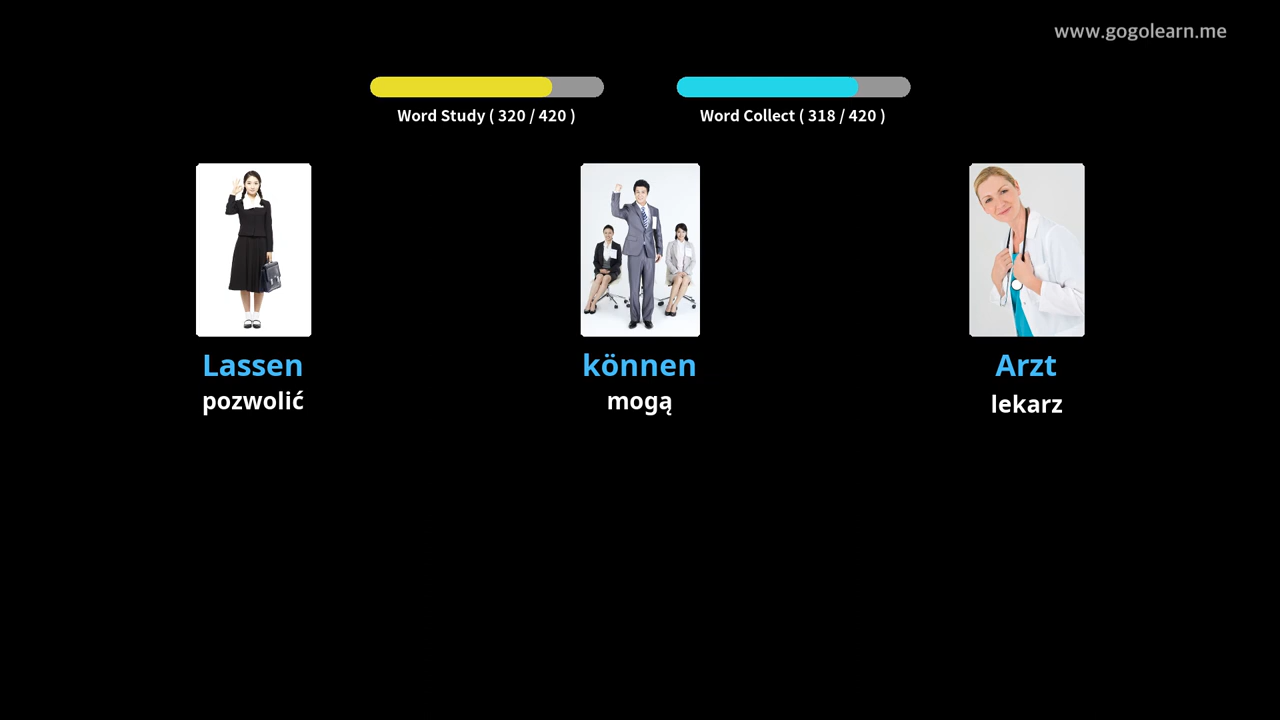 www.gogolearn.me
Word Study ( 320 / 420 )
Word Collect ( 318 / 420 )
Lassen
pozwolić
können
mogą
Arzt
lekarz